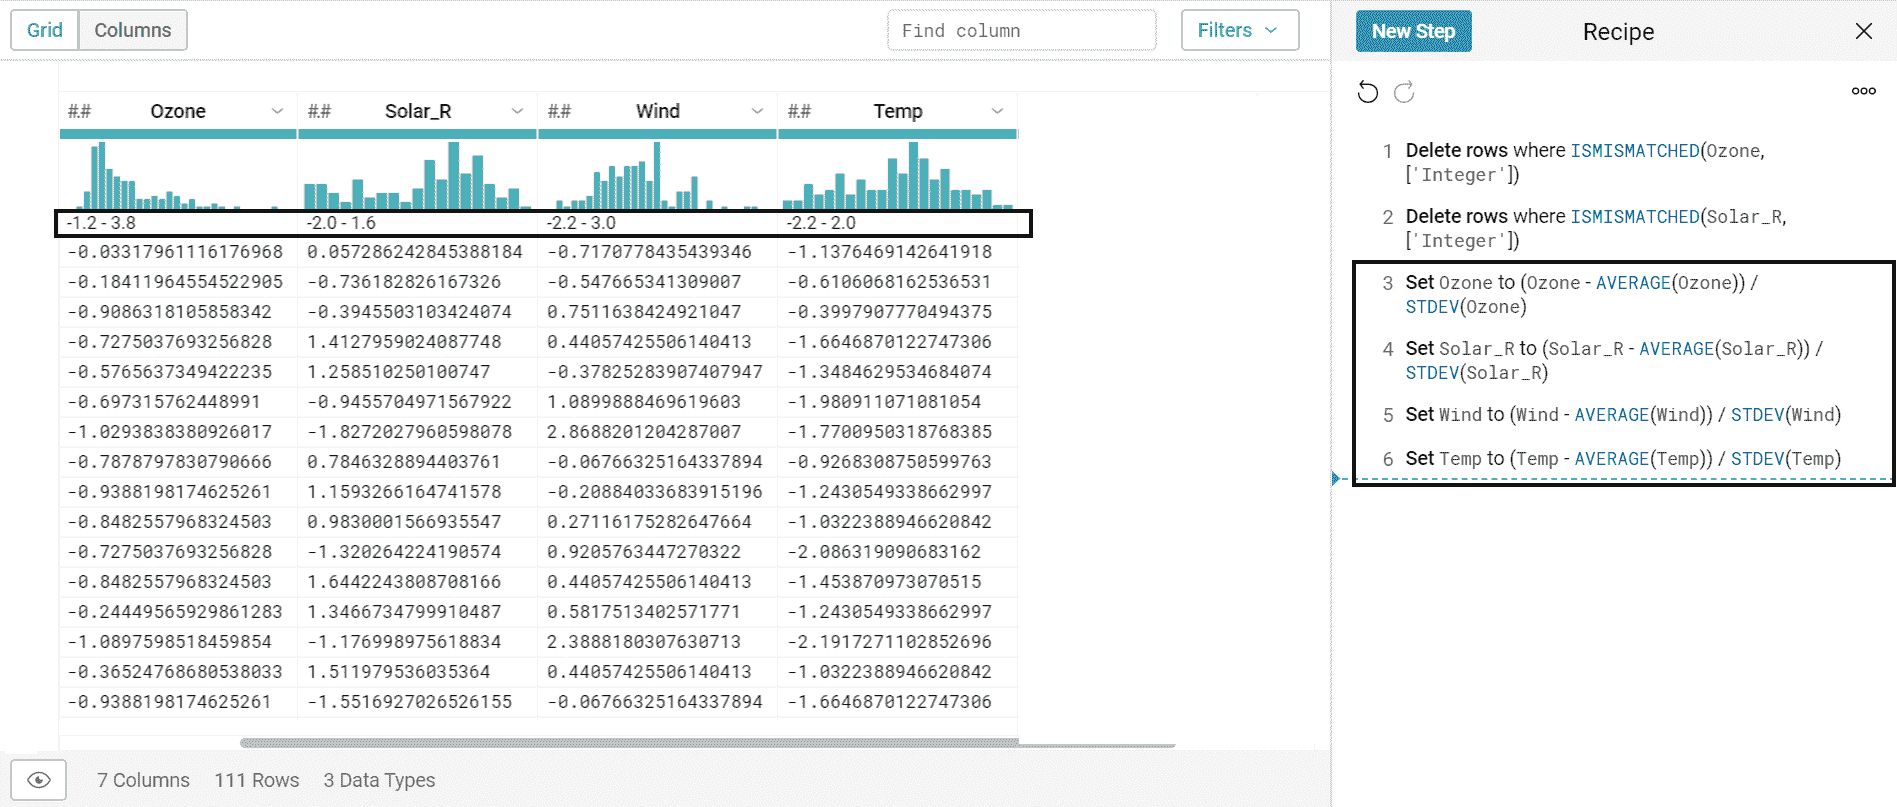 Grid Columns Find column Filters New Step Recipe
## Ozone ## Solar_R ## Wind ## Temp
-1.2 - 3.8 -2.0 - 1.6 -2.2 - 3.0 -2.2 - 2.0
-0.033179611161769​68 0.057286242845388184 -0.7170778435439346 -1.1376469142641918
-0.18411964554522905 -0.736182826167326 -0.547665341309007 -0.6106068162536531
-0.9086318105858342 -0.3945503103424074 0.7511638424921047 -0.3997907770494375
-0.7275037693256828 1.4127959024087748 0.44057425506140413 -1.6646870122747306
-0.5765637349422235 1.258510250100747 -0.37825283907407947 -1.3484629534684074
-0.697315762448991 -0.9455704971567922 1.0899888469619603 -1.980911071081054
-1.0293838380926017 -1.8272027960598078 2.8688201204287007 -1.7700950318768385
-0.7878797830790666 0.7846328894403761 -0.06766325164337894 -0.9268308750599763
-0.9388198174625261 1.1593266164741578 -0.20884033683915196 -1.2430549338662997
-0.8482557968324503 0.9830001566935547 0.27116175282647664 -1.0322388946620842
-0.7275037693256828 -1.320264224190574 0.9205763447270322 -2.086319090683162
-0.8482557968324503 1.6442243808708166 0.44057425506140413 -1.453870973070515
-0.24449565929861283 1.3466734799910487 0.5817513402571771 -1.2430549338662997
-1.0897598518459854 -1.176998975618834 2.3888180307630713 -2.1917271102852696
-0.36524768680538033 1.511979536035364 0.44057425506140413 -1.0322388946620842
-0.9388198174625261 -1.5516927026526155 -0.06766325164337894 -1.6646870122747306
7 Columns 111 Rows 3 Data Types
1 Delete rows where ISMISMATCHED(Ozone,
['Integer'])
2 Delete rows where ISMISMATCHED(Solar_R,
['Integer'])
3 Set Ozone to (Ozone - AVERAGE(Ozone)) /
STDEV(Ozone)
4 Set Solar_R to (Solar_R - AVERAGE(Solar_R)) /
STDEV(Solar_R)
5 Set Wind to (Wind - AVERAGE(Wind)) / STDEV(Wind)
6 Set Temp to (Temp - AVERAGE(Temp)) / STDEV(Temp)